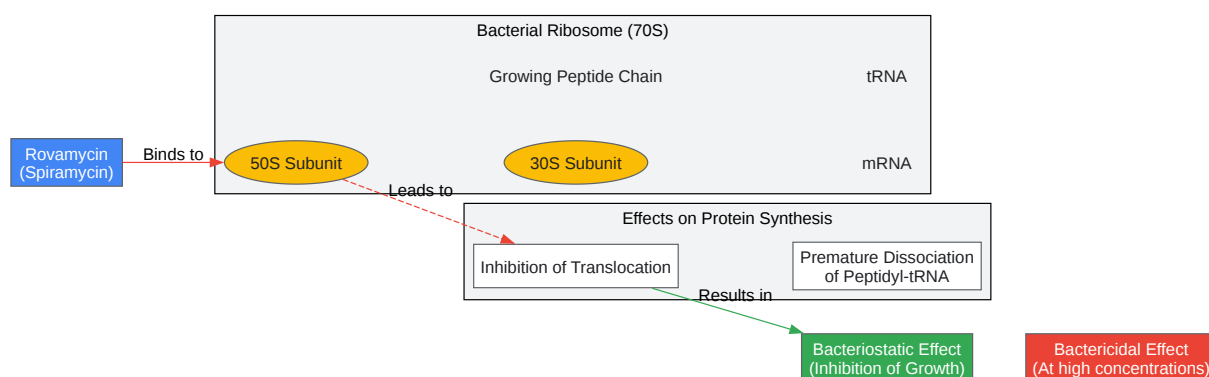 Bacterial Ribosome (70S)
Growing Peptide Chain
tRNA
Rovamycin
(Spiramycin)
Binds to
50S Subunit
30S Subunit
mRNA
Leads to
Effects on Protein Synthesis
Inhibition of Translocation
Premature Dissociation
of Peptidyl-tRNA
Results in
Bacteriostatic Effect
(Inhibition of Growth)
Bactericidal Effect
(At high concentrations)